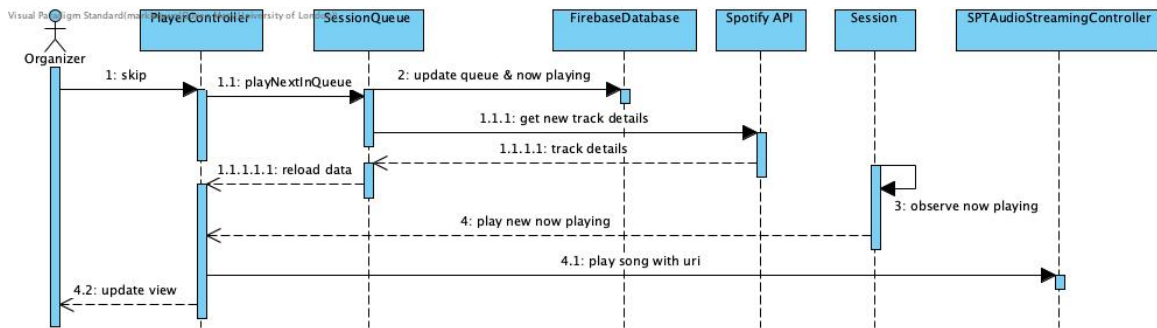 Visual Paradigm Standard
PlayerController
SessionQueue
FirebaseDatabase
Spotify API
Session
SPTAudioStreamingController
Organizer
1: skip
1.1: playNextInQueue
2: update queue & now playing
1.1.1: get new track details
1.1.1.1: track details
1.1.1.1.1: reload data
3: observe now playing
4: play new now playing
4.1: play song with uri
4.2: update view